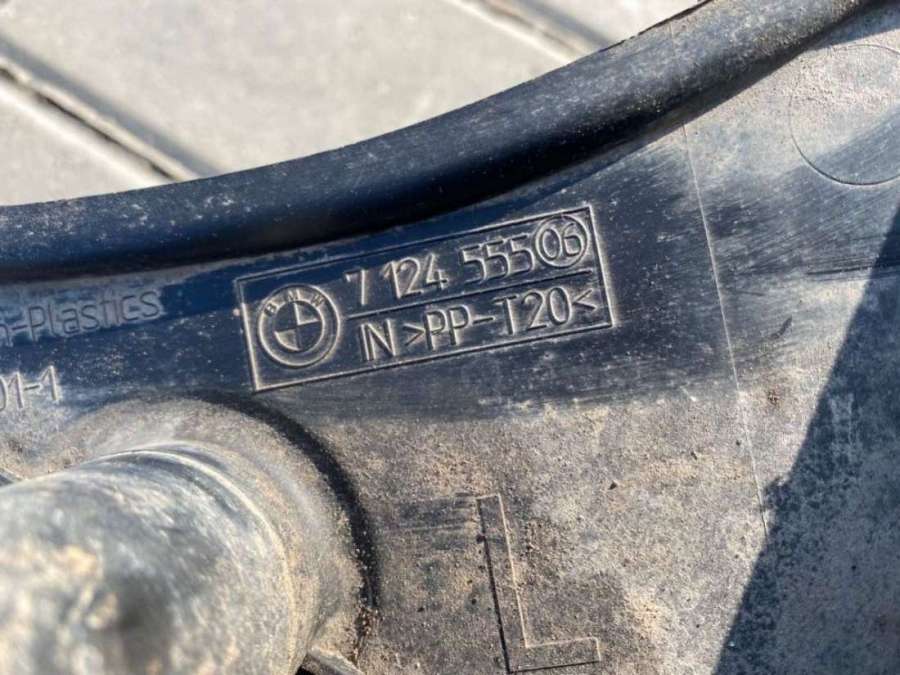 7 124 555 06
BMW
IN >PP-T20<
-Plastics
01-1
L